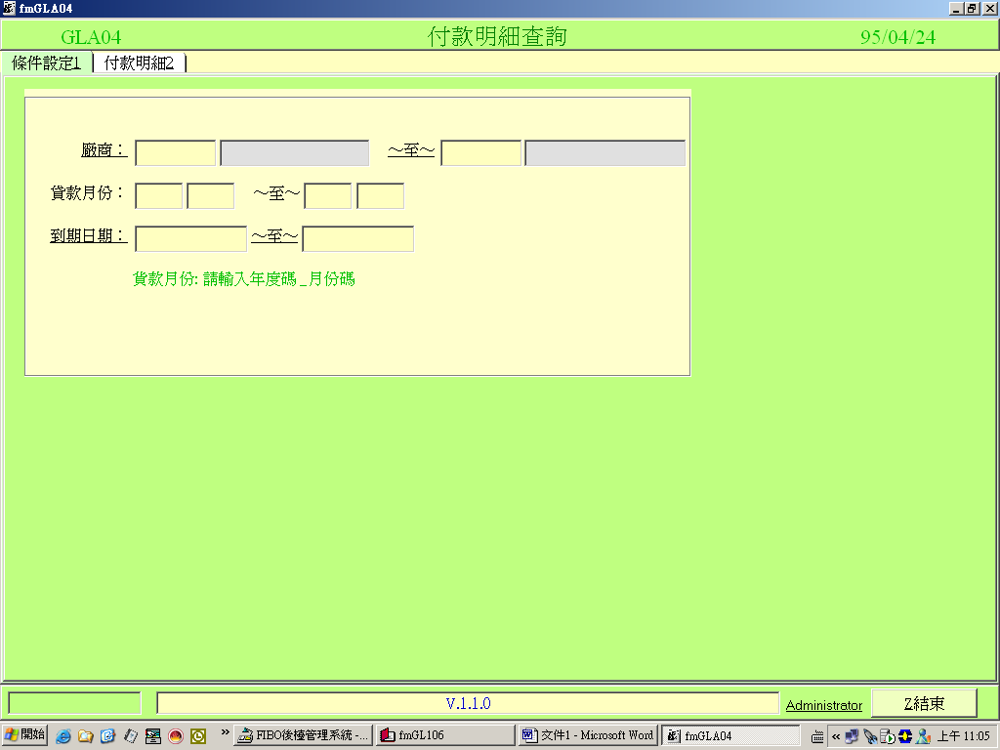 fmGLA04
GLA04 付款明細查詢 95/04/24
條件設定1 付款明細2
廠商： ～至～
貸款月份： ～至～
到期日期： ～至～
貨款月份: 請輸入年度碼 _ 月份碼
V.1.1.0 Administrator Z結束
開始 » FIBO後檯管理系統 -... fmGL106 文件1 - Microsoft Word fmGLA04 « 上午 11:05